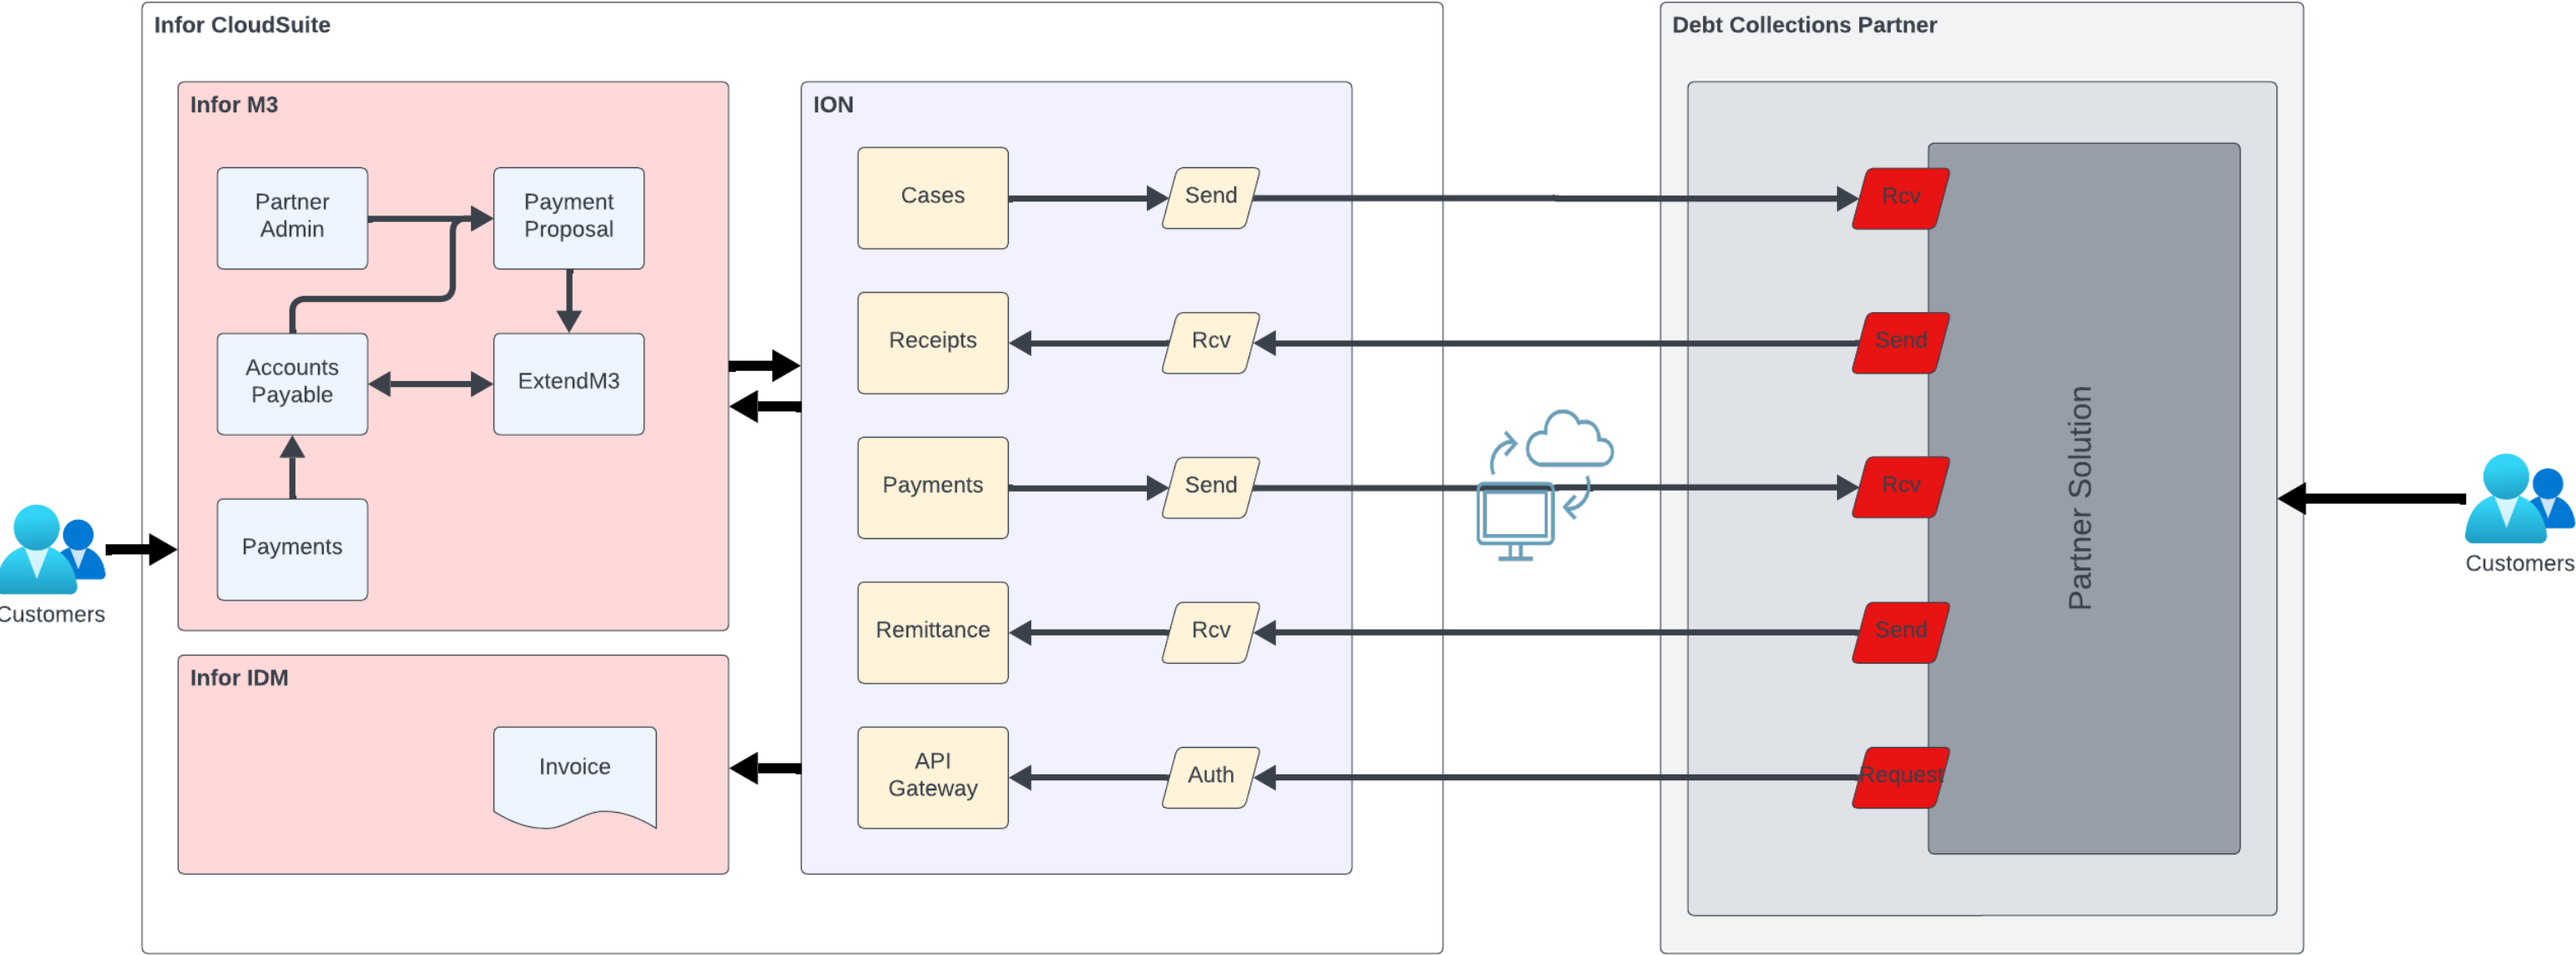 Infor CloudSuite
Debt Collections Partner
Infor M3
ION
Partner
Admin
Payment
Proposal
Accounts
Payable
ExtendM3
Payments
Customers
Infor IDM
Invoice
Cases
Send
Rcv
Receipts
Rcv
Send
Payments
Send
Rcv
Remittance
Rcv
Send
API
Gateway
Auth
Request
Partner Solution
Customers